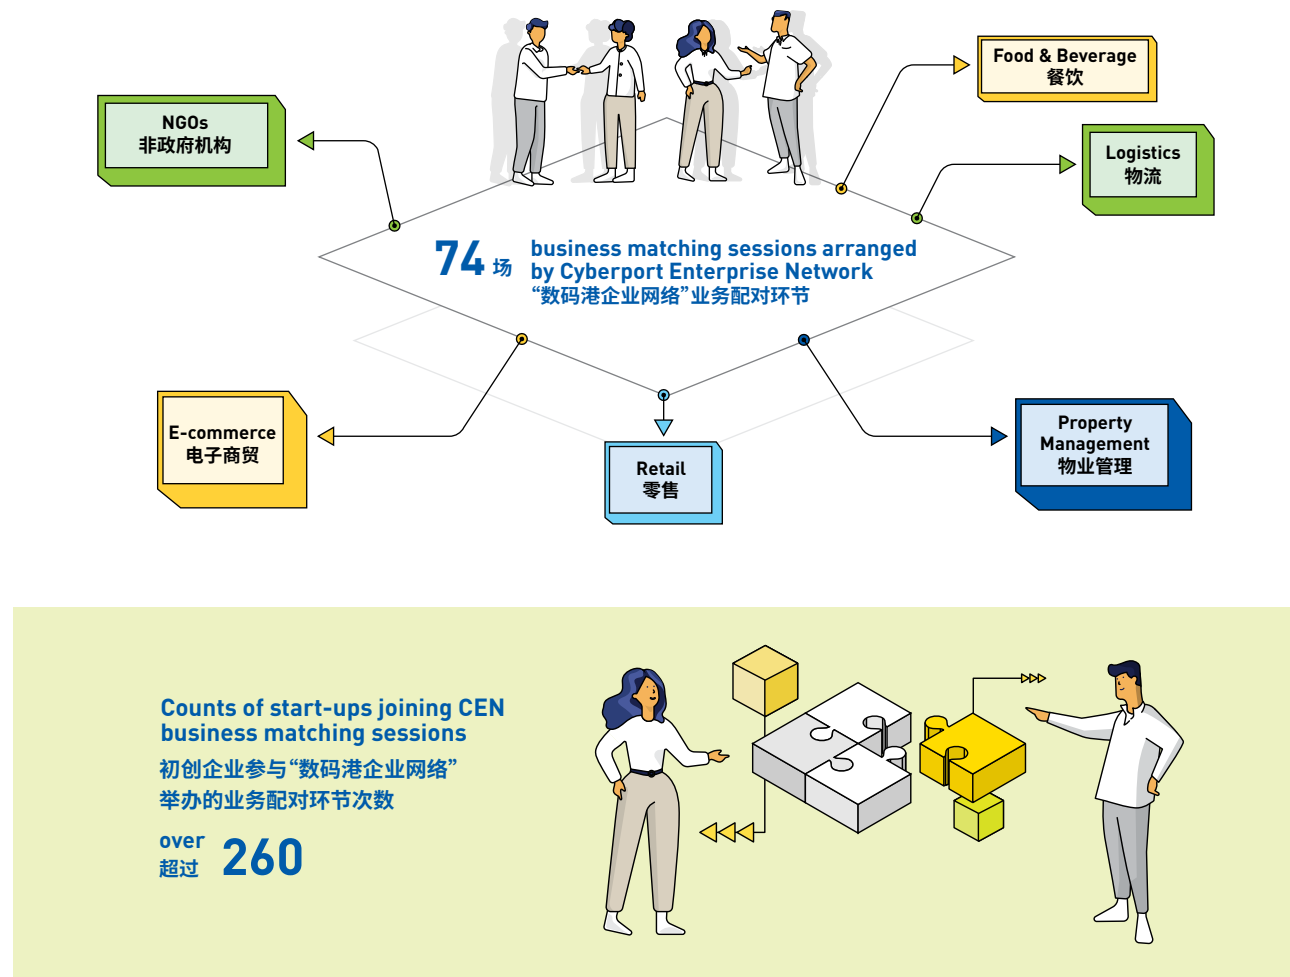 Food & Beverage
餐饮
NGOs
非政府机构
Logistics
物流
74 场
business matching sessions arranged
by Cyberport Enterprise Network
“数码港企业网络”业务配对环节
E-commerce
电子商贸
Retail
零售
Property
Management
物业管理
Counts of start-ups joining CEN
business matching sessions
初创企业参与“数码港企业网络”
举办的业务配对环节次数
over
超过
260